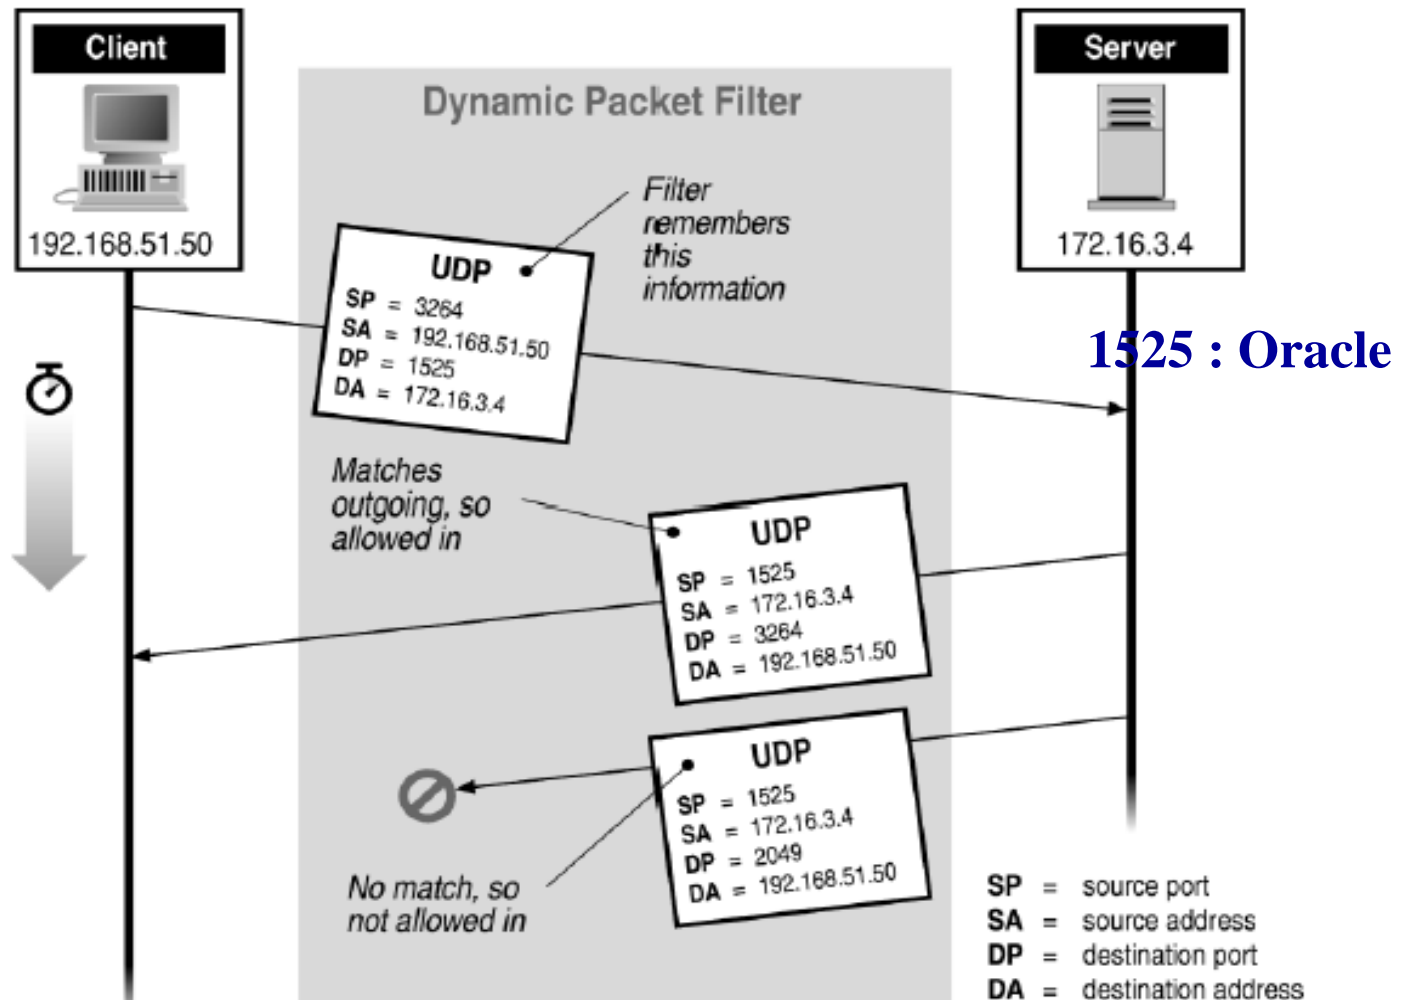 Client
192.168.51.50
Server
172.16.3.4
Dynamic Packet Filter
Filter
remembers
this
information
UDP
SP = 3264
SA = 192.168.51.50
DP = 1525
DA = 172.16.3.4
1525 : Oracle
Matches
outgoing, so
allowed in
UDP
SP = 1525
SA = 172.16.3.4
DP = 3264
DA = 192.168.51.50
UDP
SP = 1525
SA = 172.16.3.4
DP = 2049
DA = 192.168.51.50
No match, so
not allowed in
SP = source port
SA = source address
DP = destination port
DA = destination address